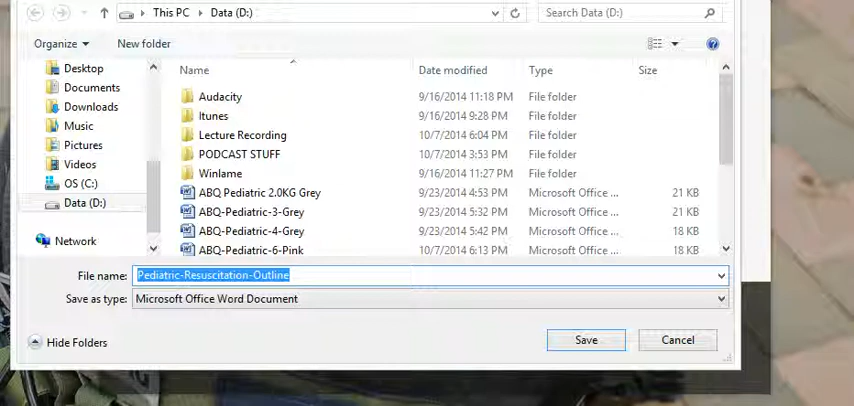 This PC Data (D:) Search Data (D:)
Organize New folder
Name Date modified Type Size
Desktop
Documents
Downloads
Music
Pictures
Videos
OS (C:)
Data (D:)
Network
Audacity 9/16/2014 11:18 PM File folder
Itunes 9/16/2014 9:28 PM File folder
Lecture Recording 10/7/2014 6:04 PM File folder
PODCAST STUFF 10/7/2014 3:53 PM File folder
Winlame 9/16/2014 11:27 PM File folder
ABQ Pediatric 2.0KG Grey 9/23/2014 4:53 PM Microsoft Office ... 21 KB
ABQ-Pediatric-3-Grey 9/23/2014 5:32 PM Microsoft Office ... 21 KB
ABQ-Pediatric-4-Grey 9/23/2014 5:42 PM Microsoft Office ... 18 KB
ABQ-Pediatric-6-Pink 10/7/2014 6:13 PM Microsoft Office ... 18 KB
File name: Pediatric-Resuscitation-Outline
Save as type: Microsoft Office Word Document
Hide Folders Save Cancel